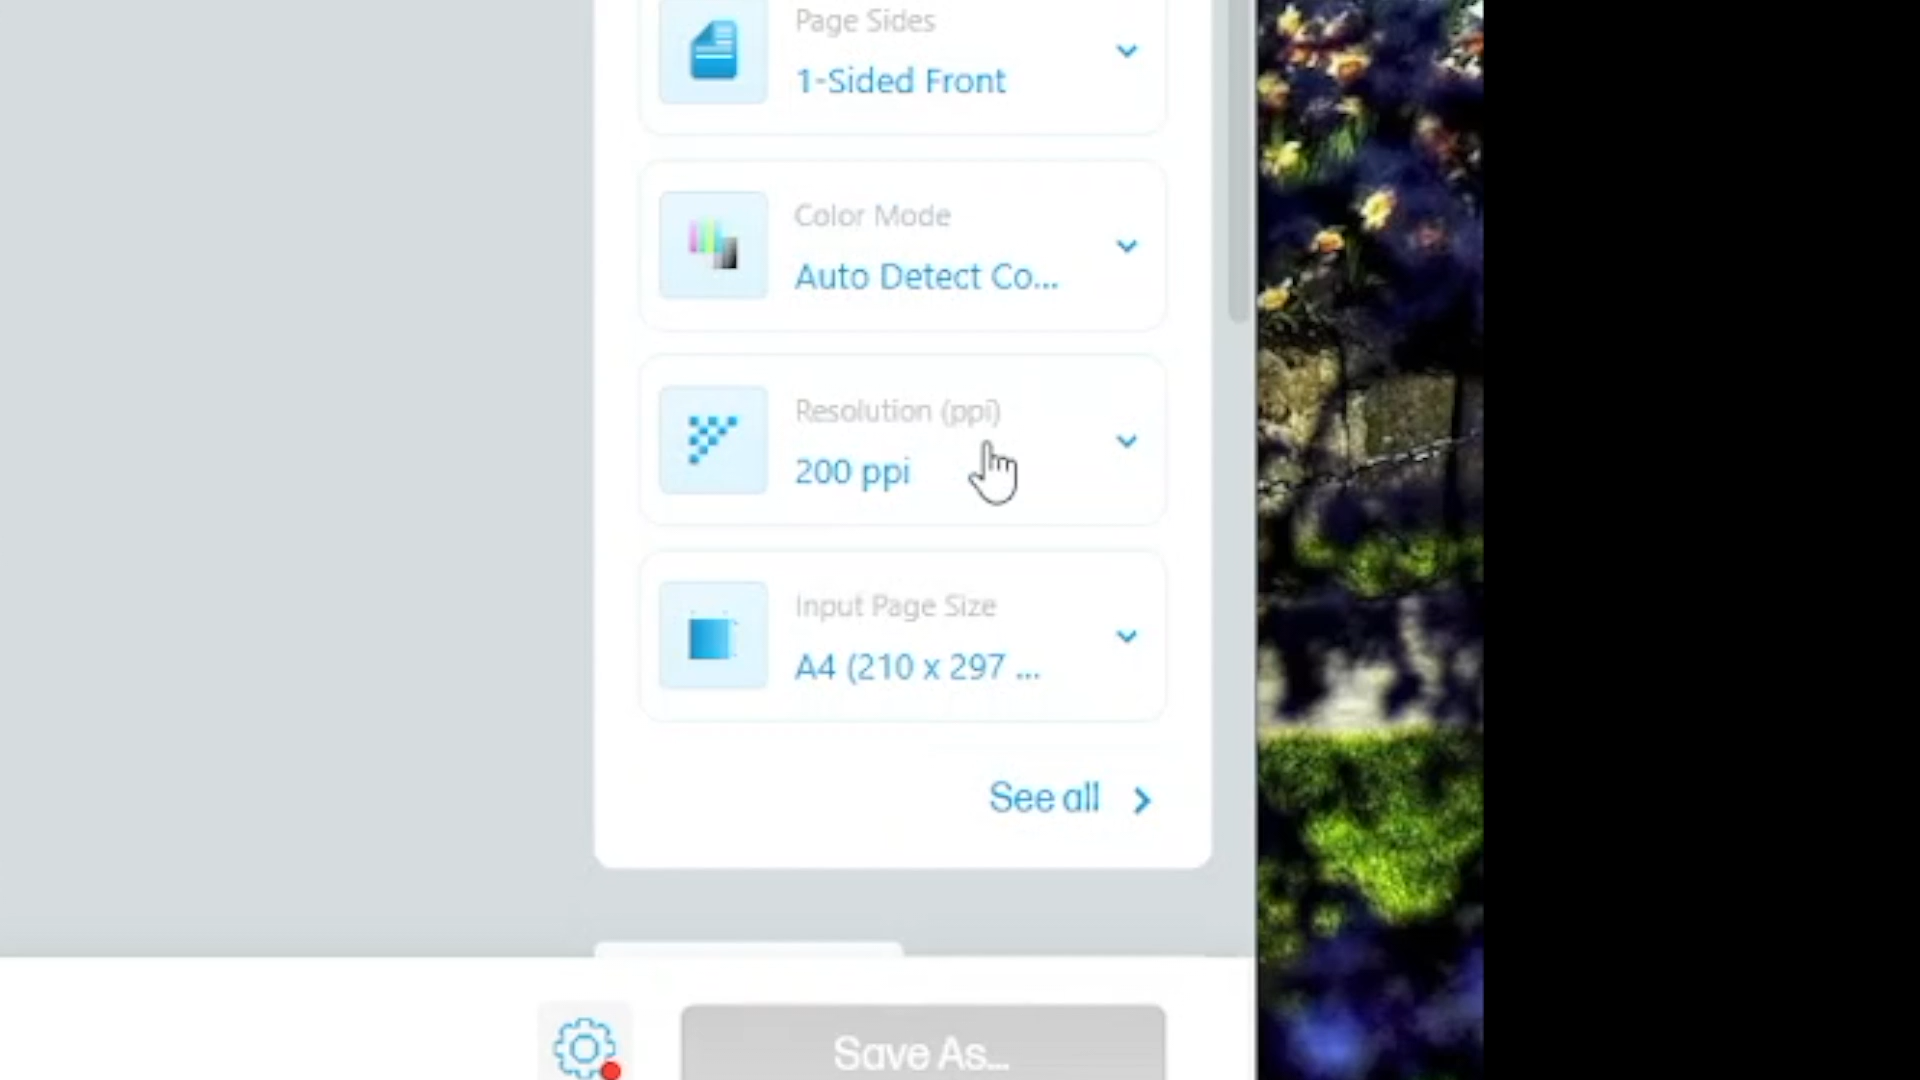 Page Sides
1-Sided Front
Color Mode
Auto Detect Co...
Resolution (ppi)
200 ppi
Input Page Size
A4 (210 x 297 ...
See all
Save As...